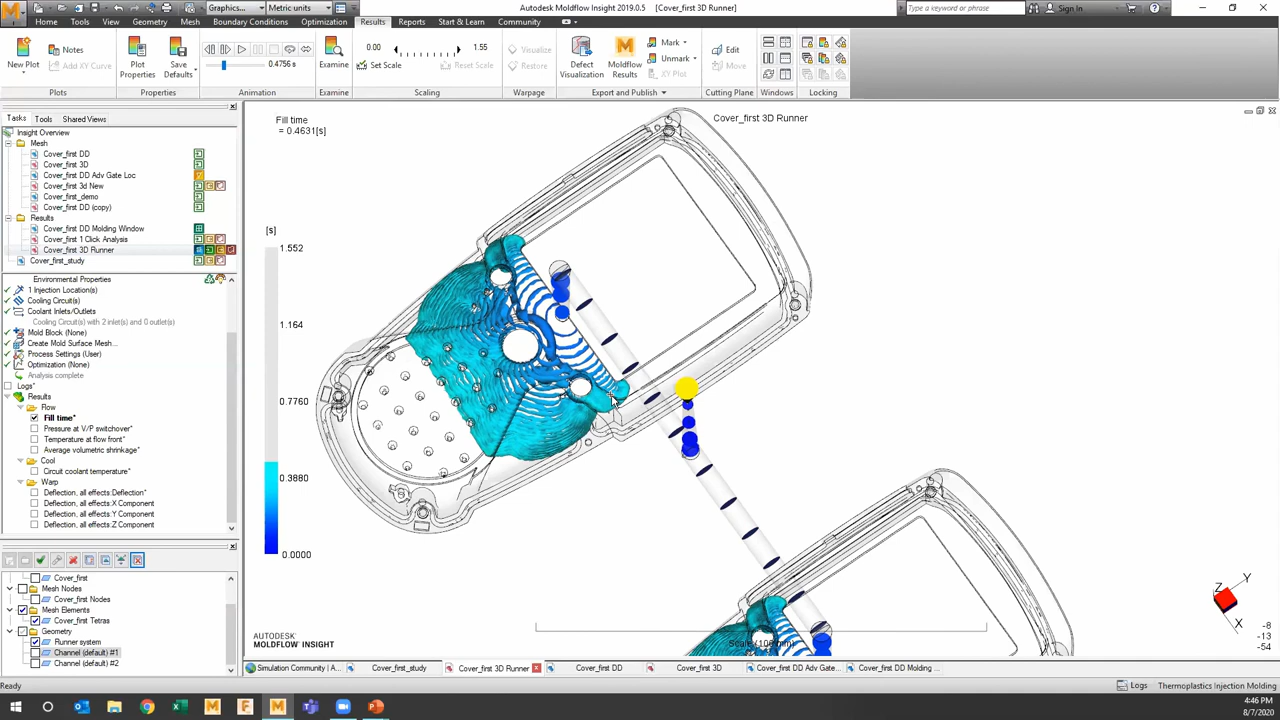 Graphics...
Metric units
Autodesk Moldflow Insight 2019.0.5 [Cover_first 3D Runner]
Type a keyword or phrase
Sign In
Home
Tools
View
Geometry
Mesh
Boundary Conditions
Optimization
Results
Reports
Start & Learn
Community
New Plot
Notes
Add XY Curve
Plots
Plot Properties
Save Defaults
Properties
0.4756 s
Animation
Examine
Examine
0.00
1.55
Set Scale
Reset Scale
Scaling
Visualize
Restore
Warpage
Defect Visualization
Moldflow Results
Mark
Unmark
XY Plot
Export and Publish
Edit
Move
Cutting Plane
Windows
Locking
Tasks
Tools
Shared Views
Insight Overview
Mesh
Cover_first DD
Cover_first 3D
Cover_first DD Adv Gate Loc
Cover_first 3d New
Cover_first_demo
Cover_first DD (copy)
Results
Cover_first DD Molding Window
Cover_first 1 Click Analysis
Cover_first 3D Runner
Cover_first_study
Environmental Properties
1 Injection Location(s)
Cooling Circuit(s)
Coolant Inlets/Outlets
Cooling Circuit(s) with 2 inlet(s) and 0 outlet(s)
Mold Block (None)
Create Mold Surface Mesh...
Process Settings (User)
Optimization (None)
Analysis complete
Logs*
Results
Flow
Fill time*
Pressure at V/P switchover*
Temperature at flow front*
Average volumetric shrinkage*
Cool
Circuit coolant temperature*
Warp
Deflection, all effects:Deflection*
Deflection, all effects:X Component
Deflection, all effects:Y Component
Deflection, all effects:Z Component
Cover_first
Mesh Nodes
Cover_first Nodes
Mesh Elements
Cover_first Tetras
Geometry
Runner system
Channel (default) #1
Channel (default) #2
Fill time
= 0.4631[s]
Cover_first 3D Runner
[s]
1.552
1.164
0.7760
0.3880
0.0000
AUTODESK
MOLDFLOW INSIGHT
Scale (100 mm)
Z
Y
X
-8
-13
-54
Simulation Community | A...
Cover_first_study
Cover_first 3D Runner
Cover_first DD
Cover_first 3D
Cover_first DD Adv Gate...
Cover_first DD Molding ...
Ready
Logs
Thermoplastics Injection Molding
4:46 PM
8/7/2020